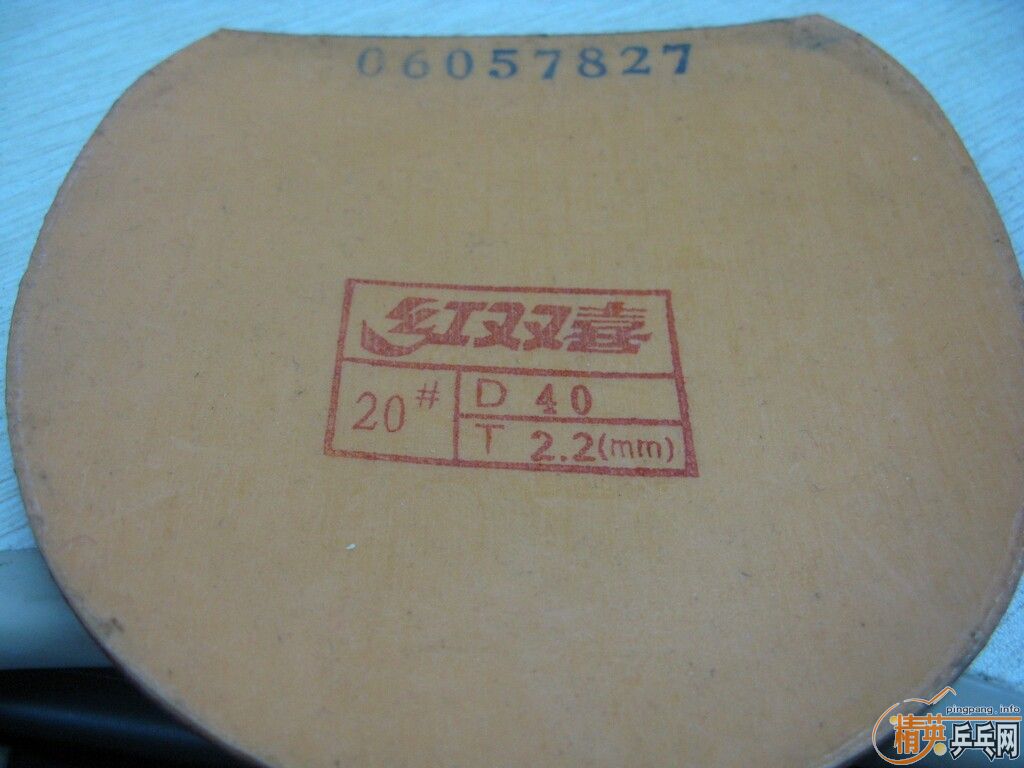 06057827
红双喜
20# D 40
T 2.2(mm)
pingpang.info
精英乒乓网